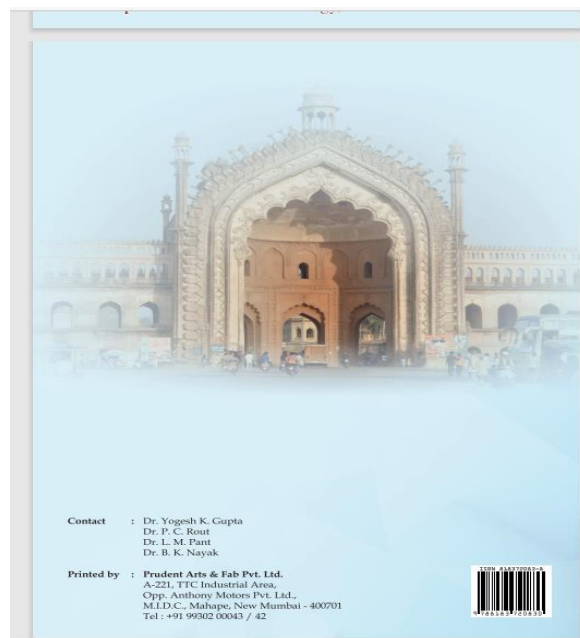 Contact : Dr. Yogesh K. Gupta
Dr. P. C. Rout
Dr. L. M. Pant
Dr. B. K. Nayak
Printed by : Prudent Arts & Fab Pvt. Ltd.
A-221, TTC Industrial Area,
Opp. Anthony Motors Pvt. Ltd.,
M.I.D.C., Mahape, New Mumbai - 400701
Tel : +91 99302 00043 / 42